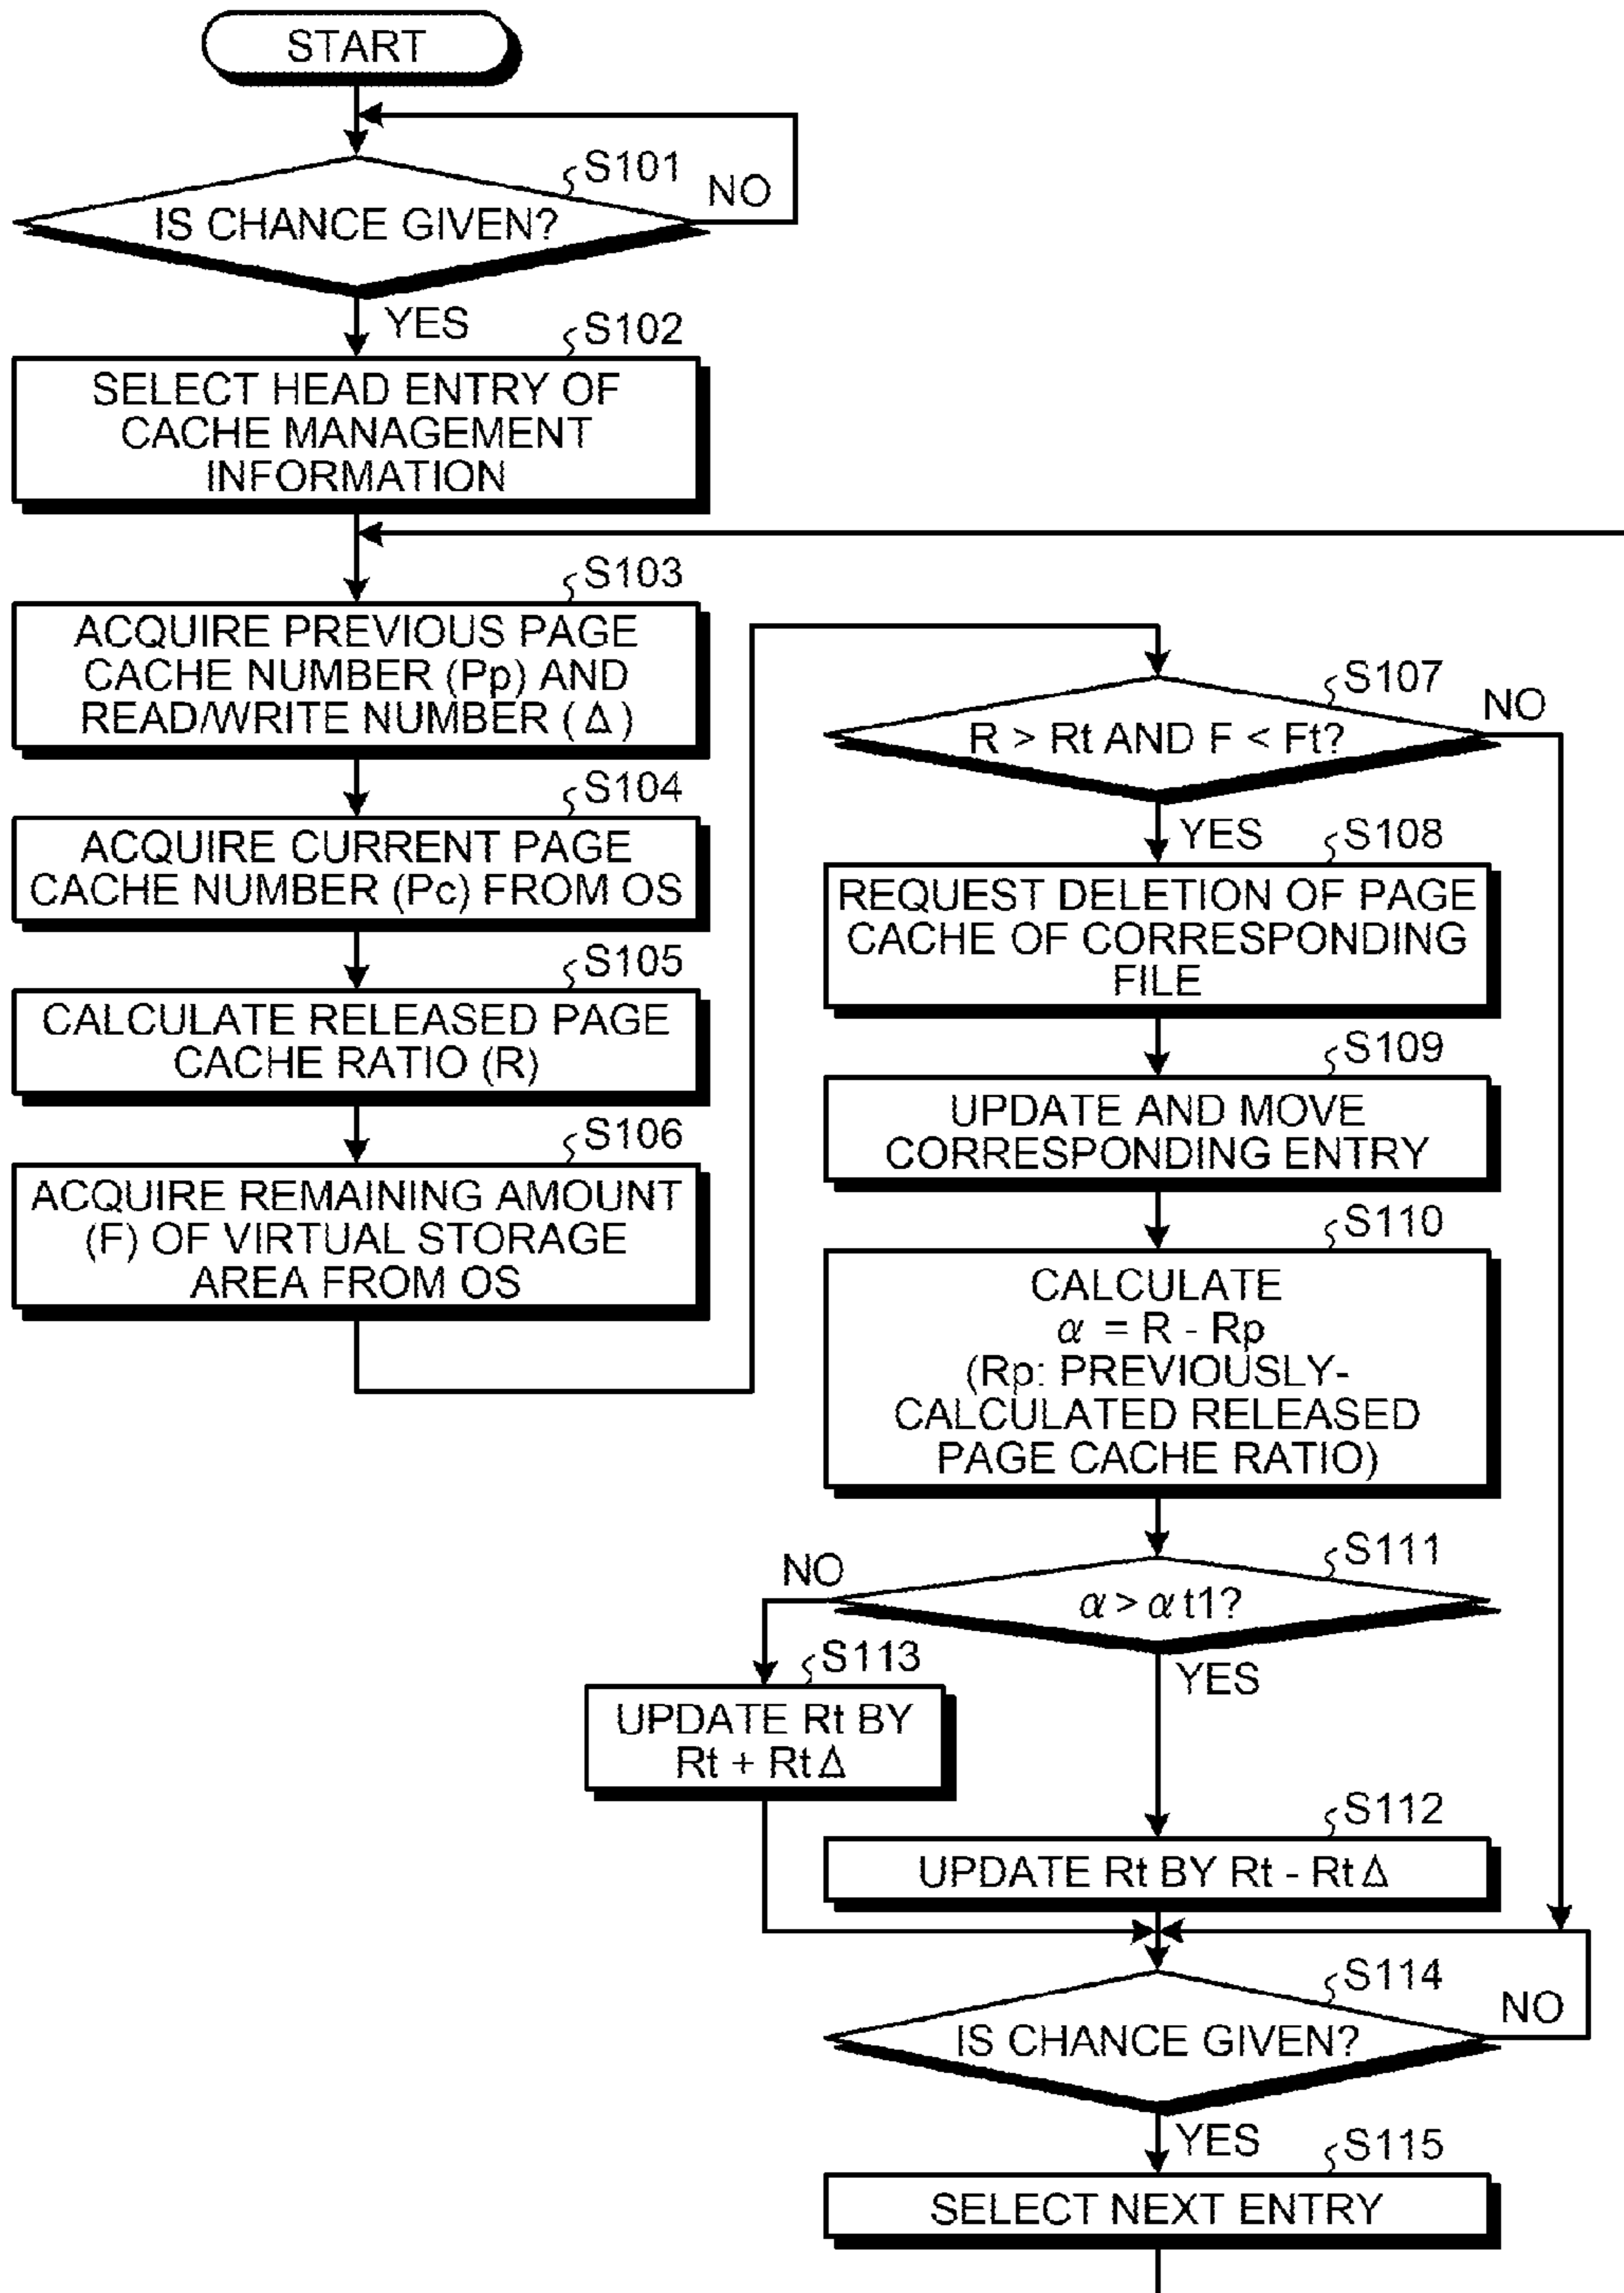 START
S101
IS CHANCE GIVEN?
NO
YES
S102
SELECT HEAD ENTRY OF
CACHE MANAGEMENT
INFORMATION
S103
ACQUIRE PREVIOUS PAGE
CACHE NUMBER (Pp) AND
READ/WRITE NUMBER (Δ)
S104
ACQUIRE CURRENT PAGE
CACHE NUMBER (Pc) FROM OS
S105
CALCULATE RELEASED PAGE
CACHE RATIO (R)
S106
ACQUIRE REMAINING AMOUNT
(F) OF VIRTUAL STORAGE
AREA FROM OS
S107
R > Rt AND F < Ft?
NO
YES
S108
REQUEST DELETION OF PAGE
CACHE OF CORRESPONDING
FILE
S109
UPDATE AND MOVE
CORRESPONDING ENTRY
S110
CALCULATE
α = R - Rp
(Rp: PREVIOUSLY-
CALCULATED RELEASED
PAGE CACHE RATIO)
S111
α > α t1?
NO
YES
S113
UPDATE Rt BY
Rt + Rt Δ
S112
UPDATE Rt BY Rt - Rt Δ
S114
IS CHANCE GIVEN?
NO
YES
S115
SELECT NEXT ENTRY